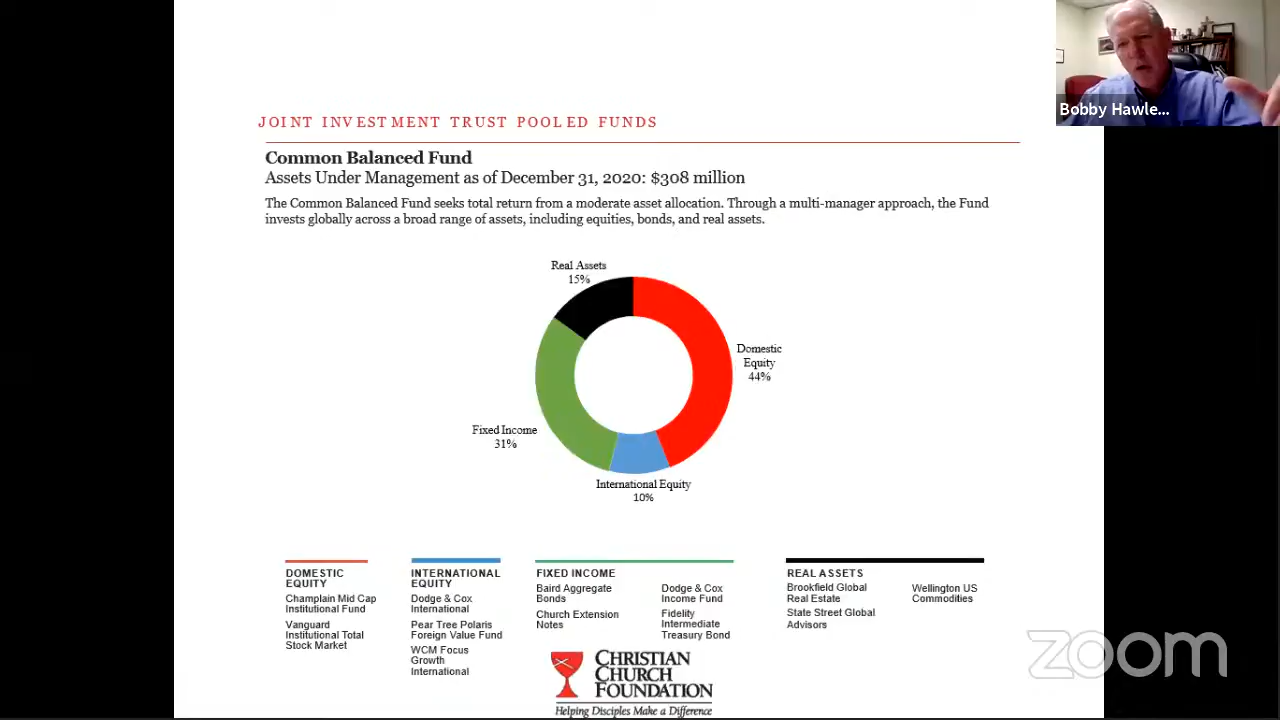 Bobby Hawle...
JOINT INVESTMENT TRUST POOLED FUNDS
Common Balanced Fund
Assets Under Management as of December 31, 2020: $308 million
The Common Balanced Fund seeks total return from a moderate asset allocation. Through a multi-manager approach, the Fund
invests globally across a broad range of assets, including equities, bonds, and real assets.
Real Assets
15%
Domestic
Equity
44%
Fixed Income
31%
International Equity
10%
DOMESTIC
EQUITY
Champlain Mid Cap
Institutional Fund
Vanguard
Institutional Total
Stock Market
INTERNATIONAL
EQUITY
Dodge & Cox
International
Pear Tree Polaris
Foreign Value Fund
WCM Focus
Growth
International
FIXED INCOME
Baird Aggregate
Bonds
Church Extension
Notes
Dodge & Cox
Income Fund
Fidelity
Intermediate
Treasury Bond
REAL ASSETS
Brookfield Global
Real Estate
State Street Global
Advisors
Wellington US
Commodities
CHRISTIAN
CHURCH
FOUNDATION
Helping Disciples Make a Difference
zoom